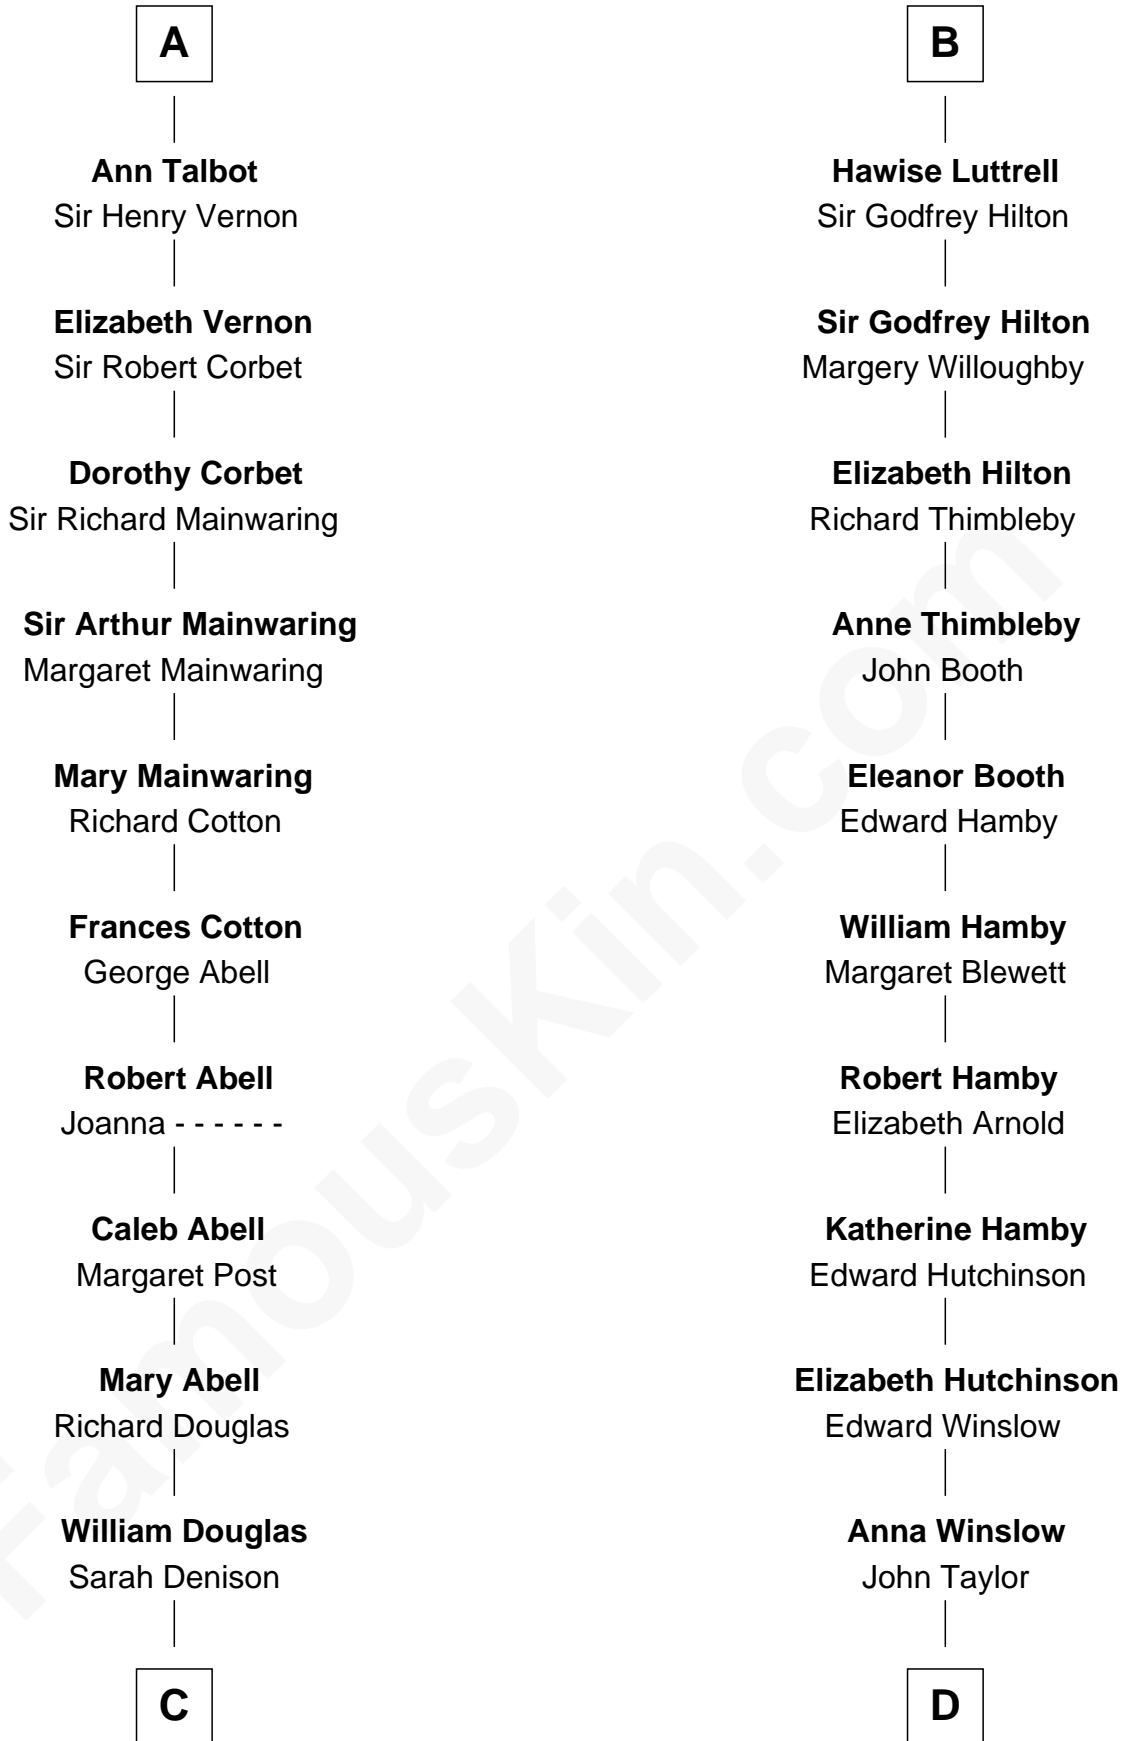 A
Ann Talbot
Sir Henry Vernon
Elizabeth Vernon
Sir Robert Corbet
Dorothy Corbet
Sir Richard Mainwaring
Sir Arthur Mainwaring
Margaret Mainwaring
Mary Mainwaring
Richard Cotton
Frances Cotton
George Abell
Robert Abell
Joanna - - - - - -
Caleb Abell
Margaret Post
Mary Abell
Richard Douglas
William Douglas
Sarah Denison
C
B
Hawise Luttrell
Sir Godfrey Hilton
Sir Godfrey Hilton
Margery Willoughby
Elizabeth Hilton
Richard Thimbleby
Anne Thimbleby
John Booth
Eleanor Booth
Edward Hamby
William Hamby
Margaret Blewett
Robert Hamby
Elizabeth Arnold
Katherine Hamby
Edward Hutchinson
Elizabeth Hutchinson
Edward Winslow
Anna Winslow
John Taylor
D
FamousKin.com